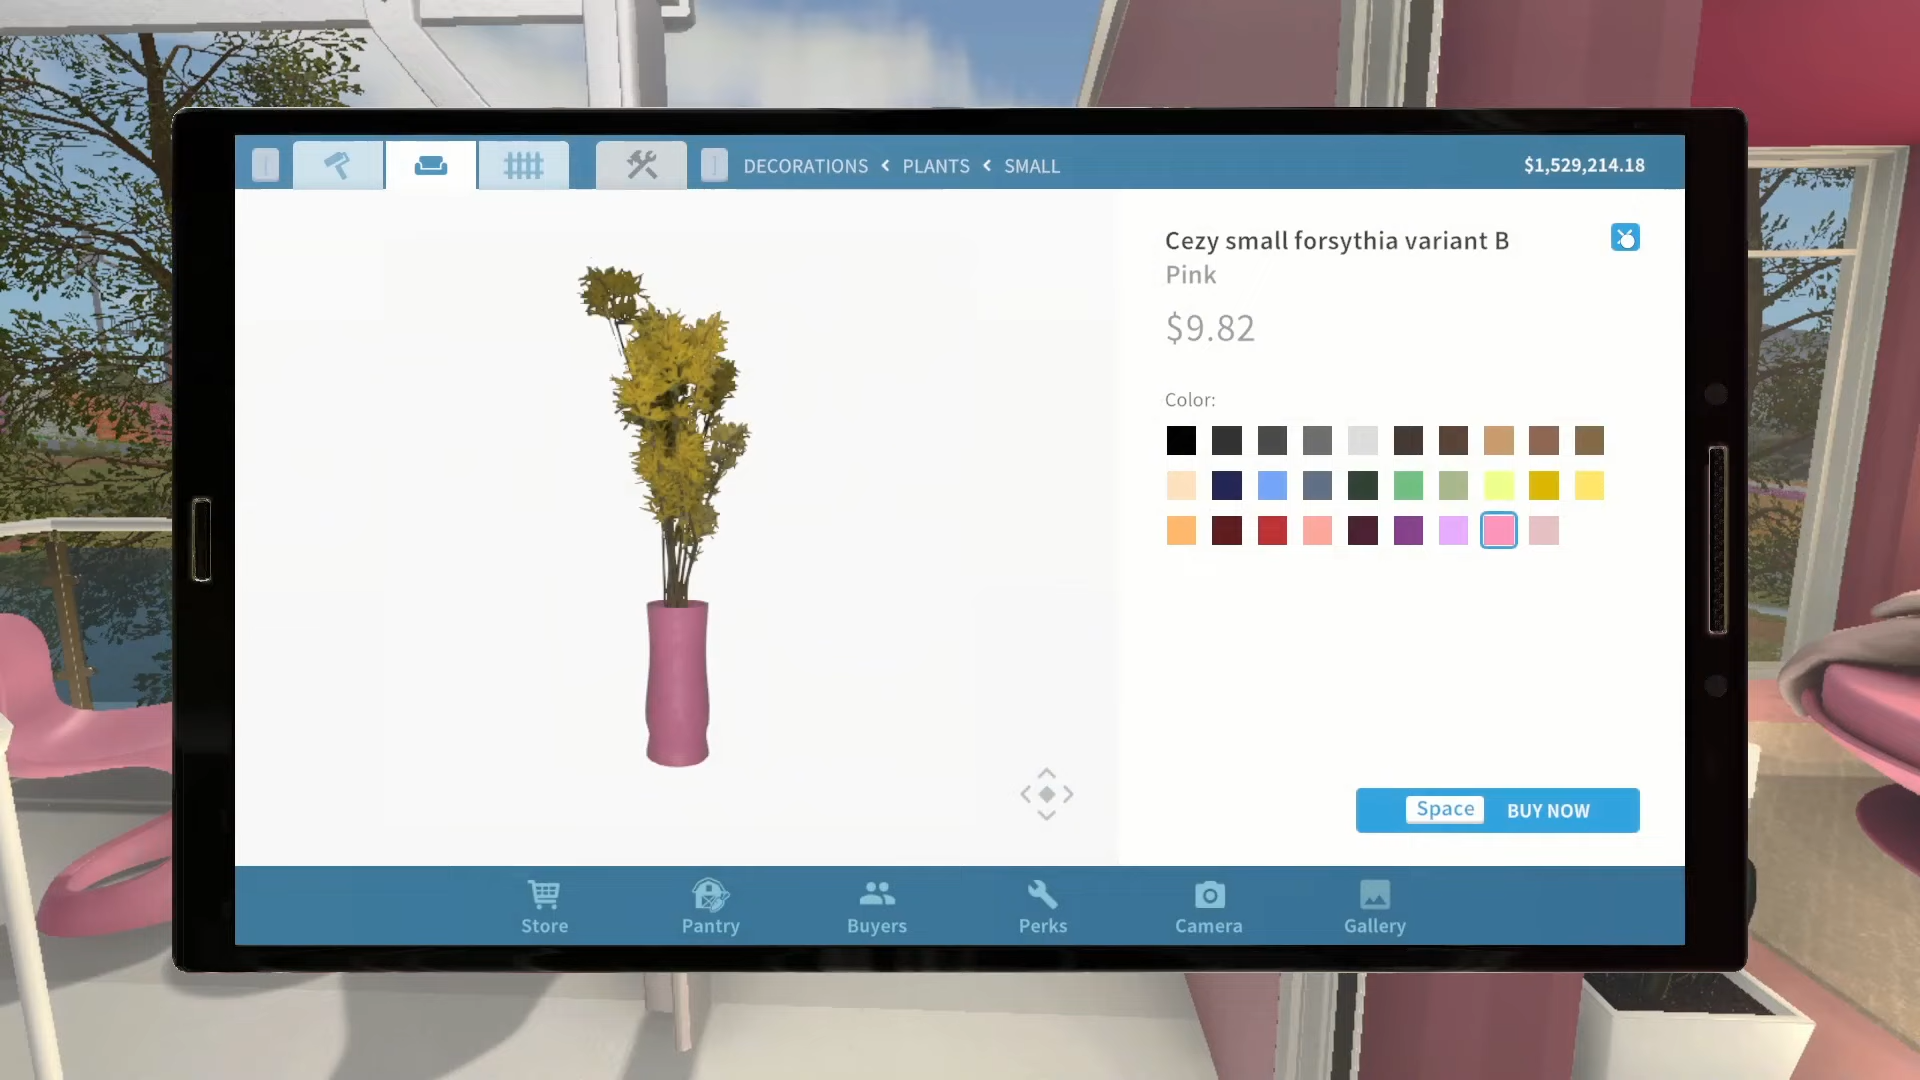 DECORATIONS < PLANTS < SMALL
$1,529,214.18
Cezy small forsythia variant B
Pink
$9.82
Color:
Space BUY NOW
Store Pantry Buyers Perks Camera Gallery